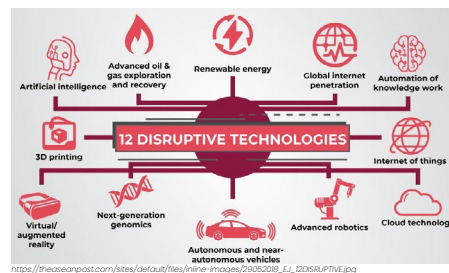 Artificial intelligence
Advanced oil &
gas exploration
and recovery
Renewable energy
Global internet
penetration
Automation of
knowledge work
3D printing
12 DISRUPTIVE TECHNOLOGIES
Internet of things
Virtual/
augmented
reality
Next-generation
genomics
Autonomous and near-
autonomous vehicles
Advanced robotics
Cloud technolog
https://theaseanpost.com/sites/default/files/inline-images/29052018_EJ_12DISRUPTIVE.jpg